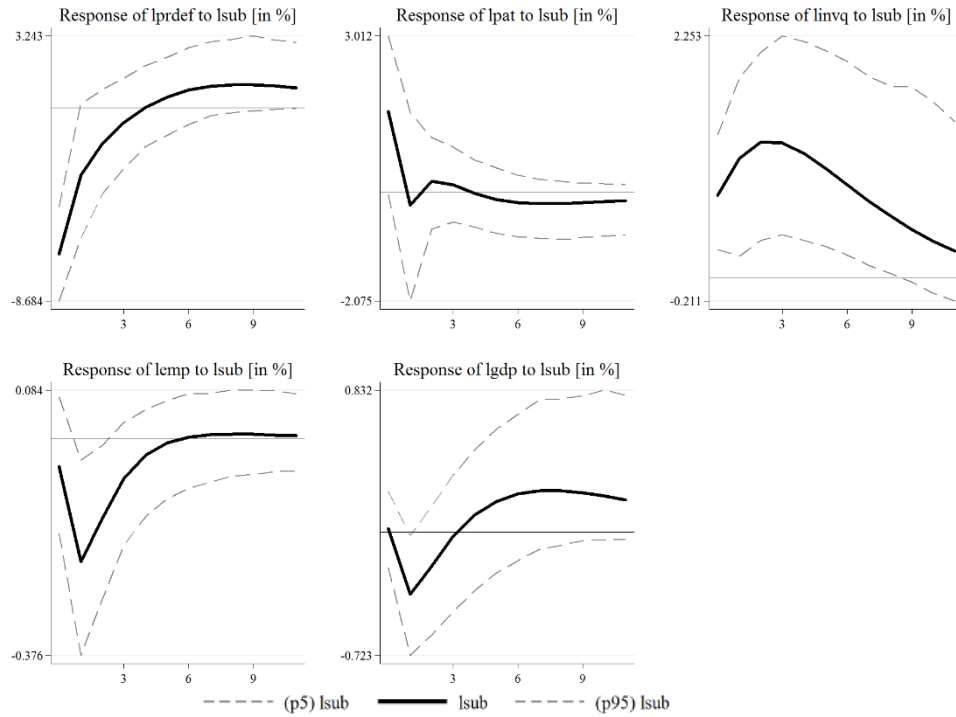 Response of lprdef to lsub [in %]
3.243
-8.684
3 6 9
Response of lpat to lsub [in %]
3.012
-2.075
3 6 9
Response of linvq to lsub [in %]
2.253
-0.211
3 6 9
Response of lemp to lsub [in %]
0.084
-0.376
3 6 9
Response of lgdp to lsub [in %]
0.832
-0.723
3 6 9
(p5) lsub lsub (p95) lsub